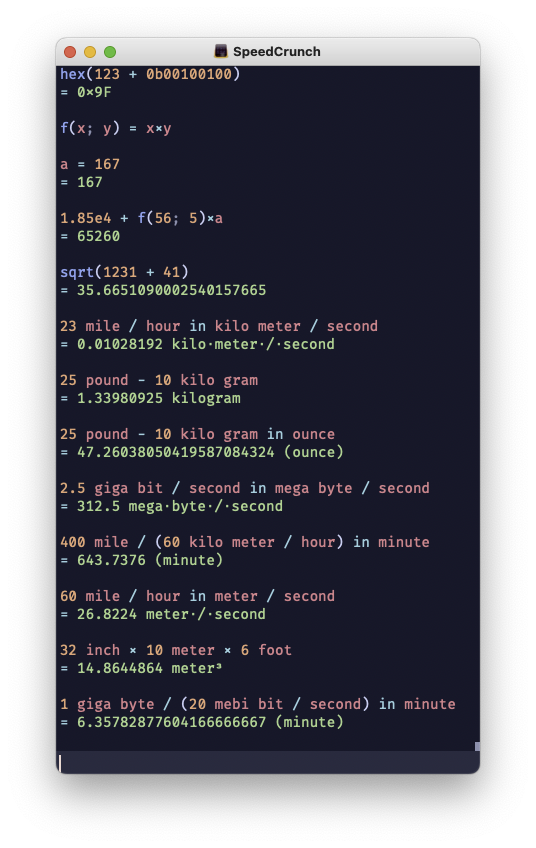 SpeedCrunch
hex(123 + 0b00100100)
= 0x9F
f(x; y) = x×y
a = 167
= 167
1.85e4 + f(56; 5)×a
= 65260
sqrt(1231 + 41)
= 35.6651090002540157665
23 mile / hour in kilo meter / second
= 0.01028192 kilo·meter·/·second
25 pound - 10 kilo gram
= 1.33980925 kilogram
25 pound - 10 kilo gram in ounce
= 47.26038050419587084324 (ounce)
2.5 giga bit / second in mega byte / second
= 312.5 mega·byte·/·second
400 mile / (60 kilo meter / hour) in minute
= 643.7376 (minute)
60 mile / hour in meter / second
= 26.8224 meter·/·second
32 inch × 10 meter × 6 foot
= 14.8644864 meter³
1 giga byte / (20 mebi bit / second) in minute
= 6.35782877604166666667 (minute)